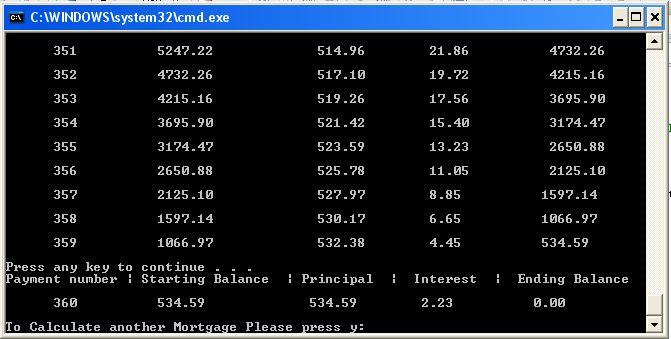 C:\WINDOWS\system32\cmd.exe
351 5247.22 514.96 21.86 4732.26
352 4732.26 517.10 19.72 4215.16
353 4215.16 519.26 17.56 3695.90
354 3695.90 521.42 15.40 3174.47
355 3174.47 523.59 13.23 2650.88
356 2650.88 525.78 11.05 2125.10
357 2125.10 527.97 8.85 1597.14
358 1597.14 530.17 6.65 1066.97
359 1066.97 532.38 4.45 534.59
Press any key to continue . . .
Payment number | Starting Balance | Principal | Interest | Ending Balance
360 534.59 534.59 2.23 0.00
To Calculate another Mortgage Please press y: